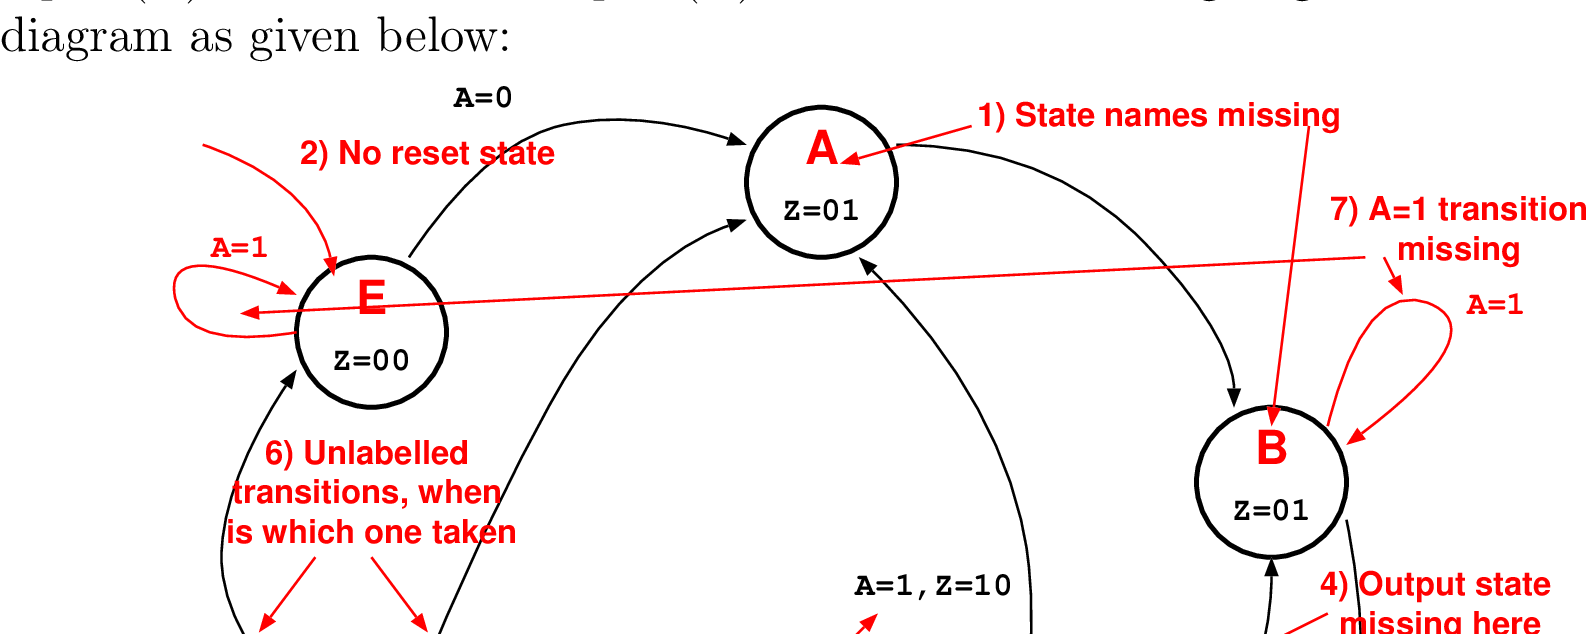 diagram as given below:
A=0
1) State names missing
2) No reset state
A
Z=01
7) A=1 transition
missing
A=1
E
Z=00
A=1
B
Z=01
6) Unlabelled
transitions, when
is which one taken
A=1,Z=10
4) Output state
missing here